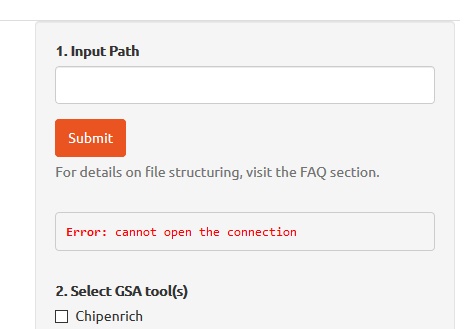 1. Input Path
Submit
For details on file structuring, visit the FAQ section.
Error: cannot open the connection
2. Select GSA tool(s)
Chipenrich